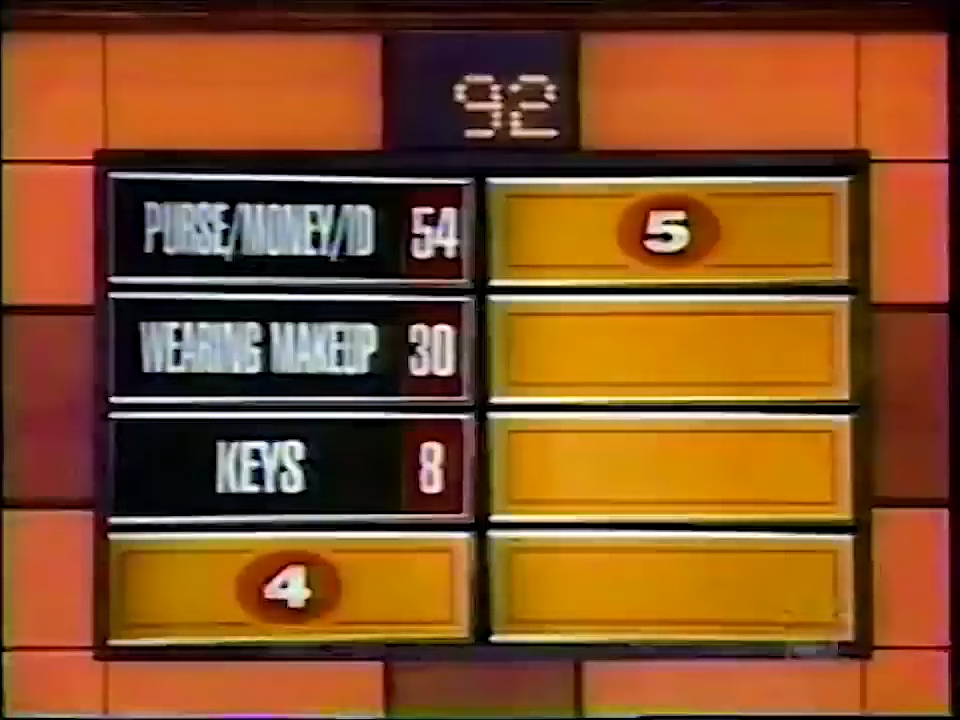 92
PURSE/MONEY/ID 54
WEARING MAKEUP 30
KEYS 8
4
5